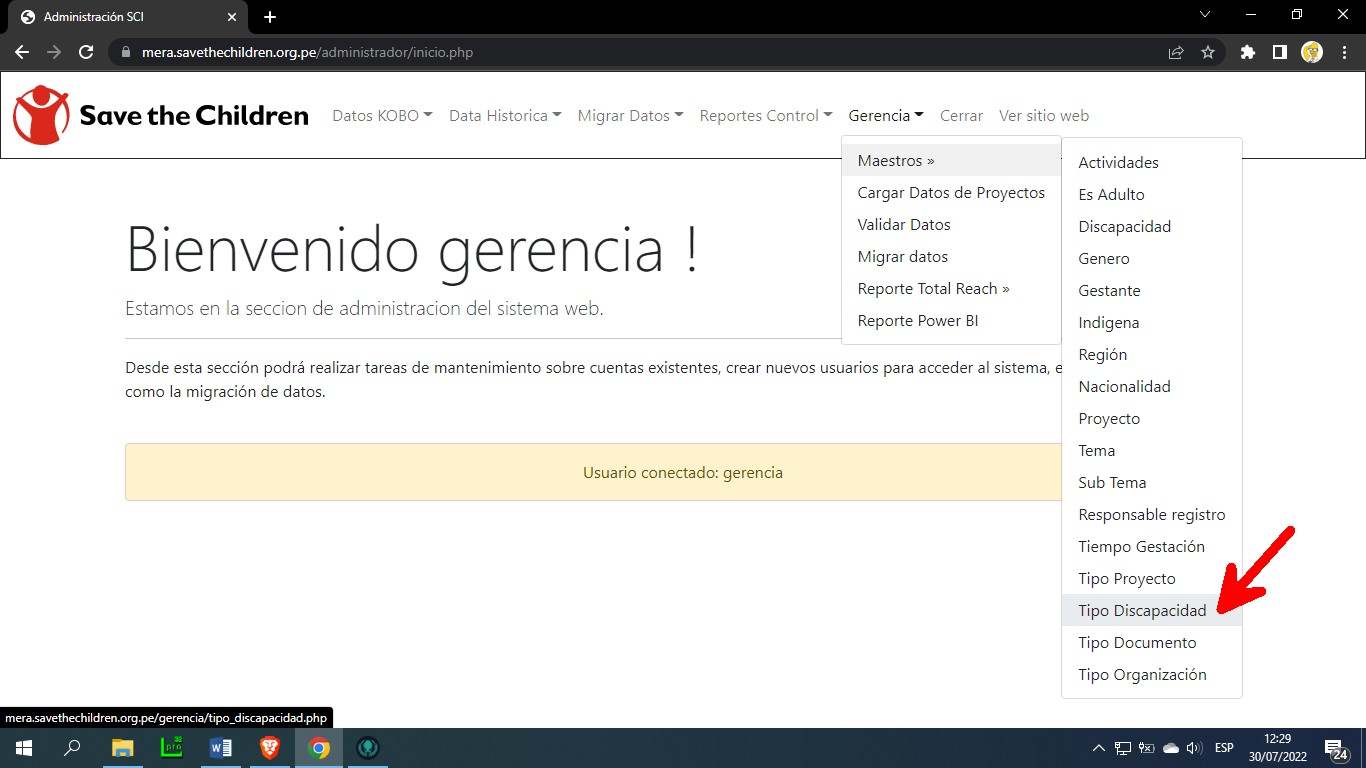 Administración SCI
mera.savethechildren.org.pe/administrador/inicio.php
Save the Children
Datos KOBO
Data Historica
Migrar Datos
Reportes Control
Gerencia
Cerrar
Ver sitio web
Maestros »
Cargar Datos de Proyectos
Validar Datos
Migrar datos
Reporte Total Reach »
Reporte Power BI
Actividades
Es Adulto
Discapacidad
Genero
Gestante
Indigena
Región
Nacionalidad
Proyecto
Tema
Sub Tema
Responsable registro
Tiempo Gestación
Tipo Proyecto
Tipo Discapacidad
Tipo Documento
Tipo Organización
Bienvenido gerencia !
Estamos en la seccion de administracion del sistema web.
Desde esta sección podrá realizar tareas de mantenimiento sobre cuentas existentes, crear nuevos usuarios para acceder al sistema, e
como la migración de datos.
Usuario conectado: gerencia
mera.savethechildren.org.pe/gerencia/tipo_discapacidad.php
ESP
12:29
30/07/2022
24